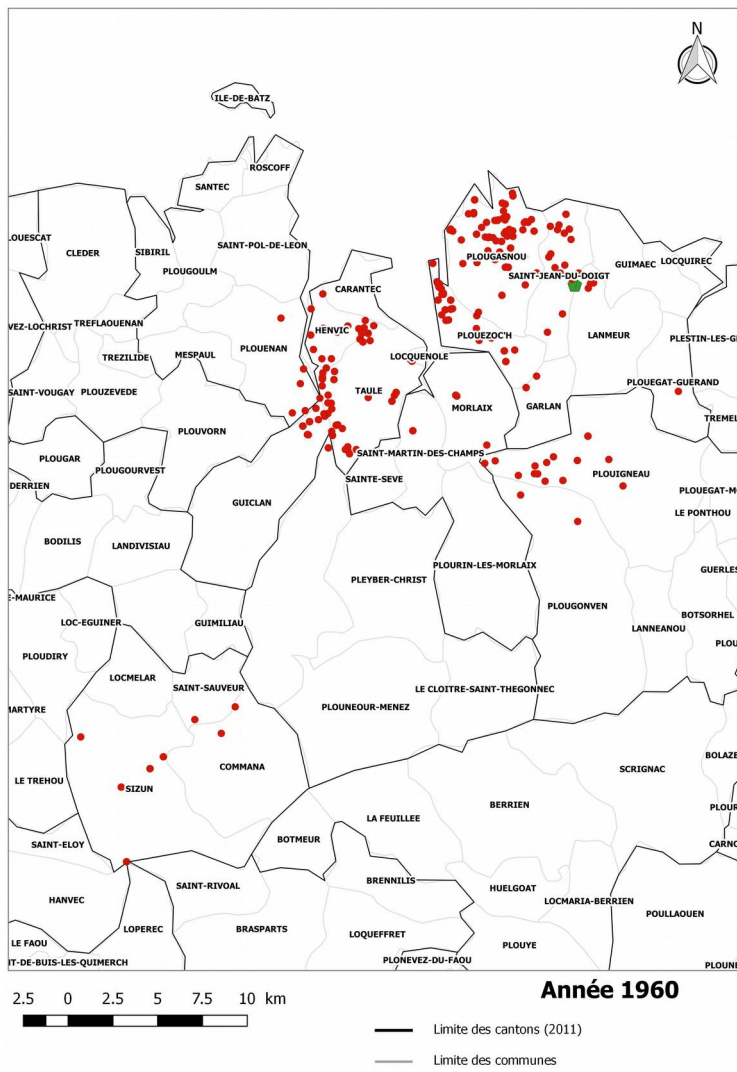 N
ILE-DE-BATZ
ROSCOFF
SANTEC
LOUESCAT
CLEDER
SIBIRIL
SAINT-POL-DE-LEON
PLOUGOULM
PLOUGASNOU
GUIMAEC
LOCQUIREC
SAINT-JEAN-DU-DOIGT
CARANTEC
VEZ-LOCHRIST
TREFLAOUENAN
HENVIC
PLOUEZOC'H
LANMEUR
PLESTIN-LES-GR
TREZILIDE
MESPAUL
PLOUENAN
LOCQUENOLE
SAINT-VOUGAY
PLOUZEVEDE
TAULE
MORLAIX
GARLAN
PLOUEGAT-GUERAND
TREMEL
PLOUVORN
PLOUGAR
PLOUGOURVEST
SAINT-MARTIN-DES-CHAMPS
PLOUIGNEAU
DERRIEN
GUICLAN
SAINTE-SEVE
PLOUEGAT-MO
LE PONTHOU
BODILIS
LANDIVISIAU
PLOURIN-LES-MORLAIX
GUERLES
PLEYBER-CHRIST
E-MAURICE
LOC-EGUINER
GUIMILIAU
PLOUGONVEN
BOTSORHEL
LANNEANOU
PLOU
PLOUDIRY
LOCMELAR
SAINT-SAUVEUR
LE CLOITRE-SAINT-THEGONNEC
MARTYRE
PLOUNEOUR-MENEZ
LE TREHOU
COMMANA
SCRIGNAC
BOLAZE
SIZUN
BERRIEN
PLOUR
LA FEUILLEE
SAINT-ELOY
BOTMEUR
CARNO
SAINT-RIVOAL
BRENNILIS
HUELGOAT
HANVEC
LOCMARIA-BERRIEN
POULLAOUEN
LOPEREC
BRASPARTS
LOQUEFFRET
LE FAOU
PLOUYE
NT-DE-BUIS-LES-QUIMERCH
PLONEVEZ-DU-FAOU
PLOUNE
Année 1960
2.5 0 2.5 5 7.5 10 km
Limite des cantons (2011)
Limite des communes